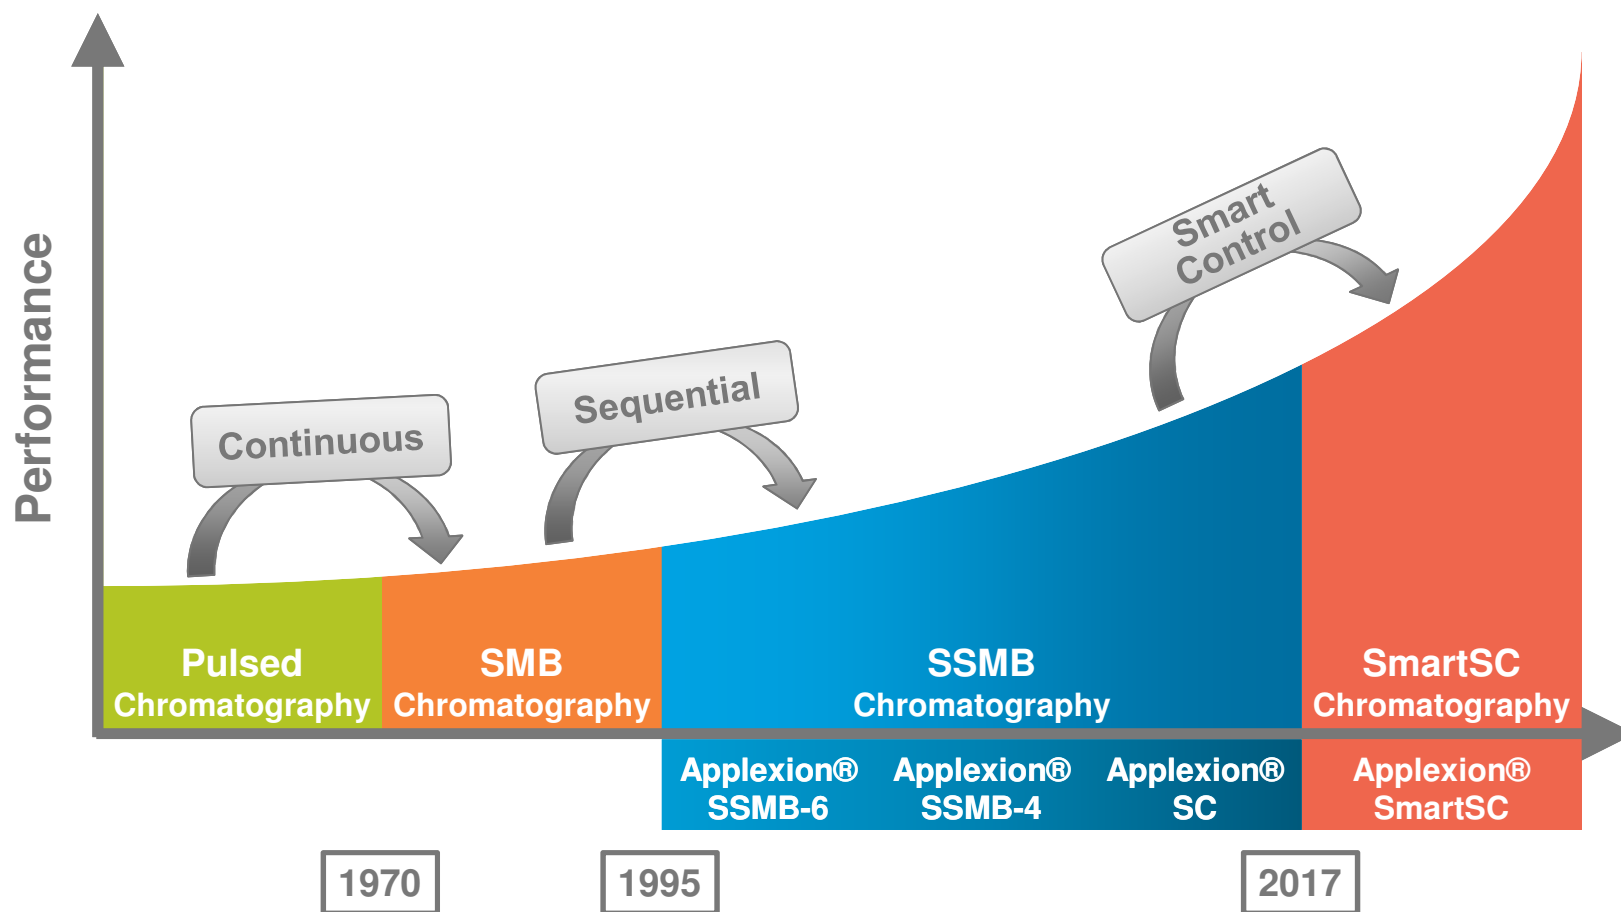 Performance
Continuous
Sequential
Smart
Control
Pulsed
Chromatography
SMB
Chromatography
SSMB
Chromatography
SmartSC
Chromatography
Applexion®
SSMB-6
Applexion®
SSMB-4
Applexion®
SC
Applexion®
SmartSC
1970
1995
2017